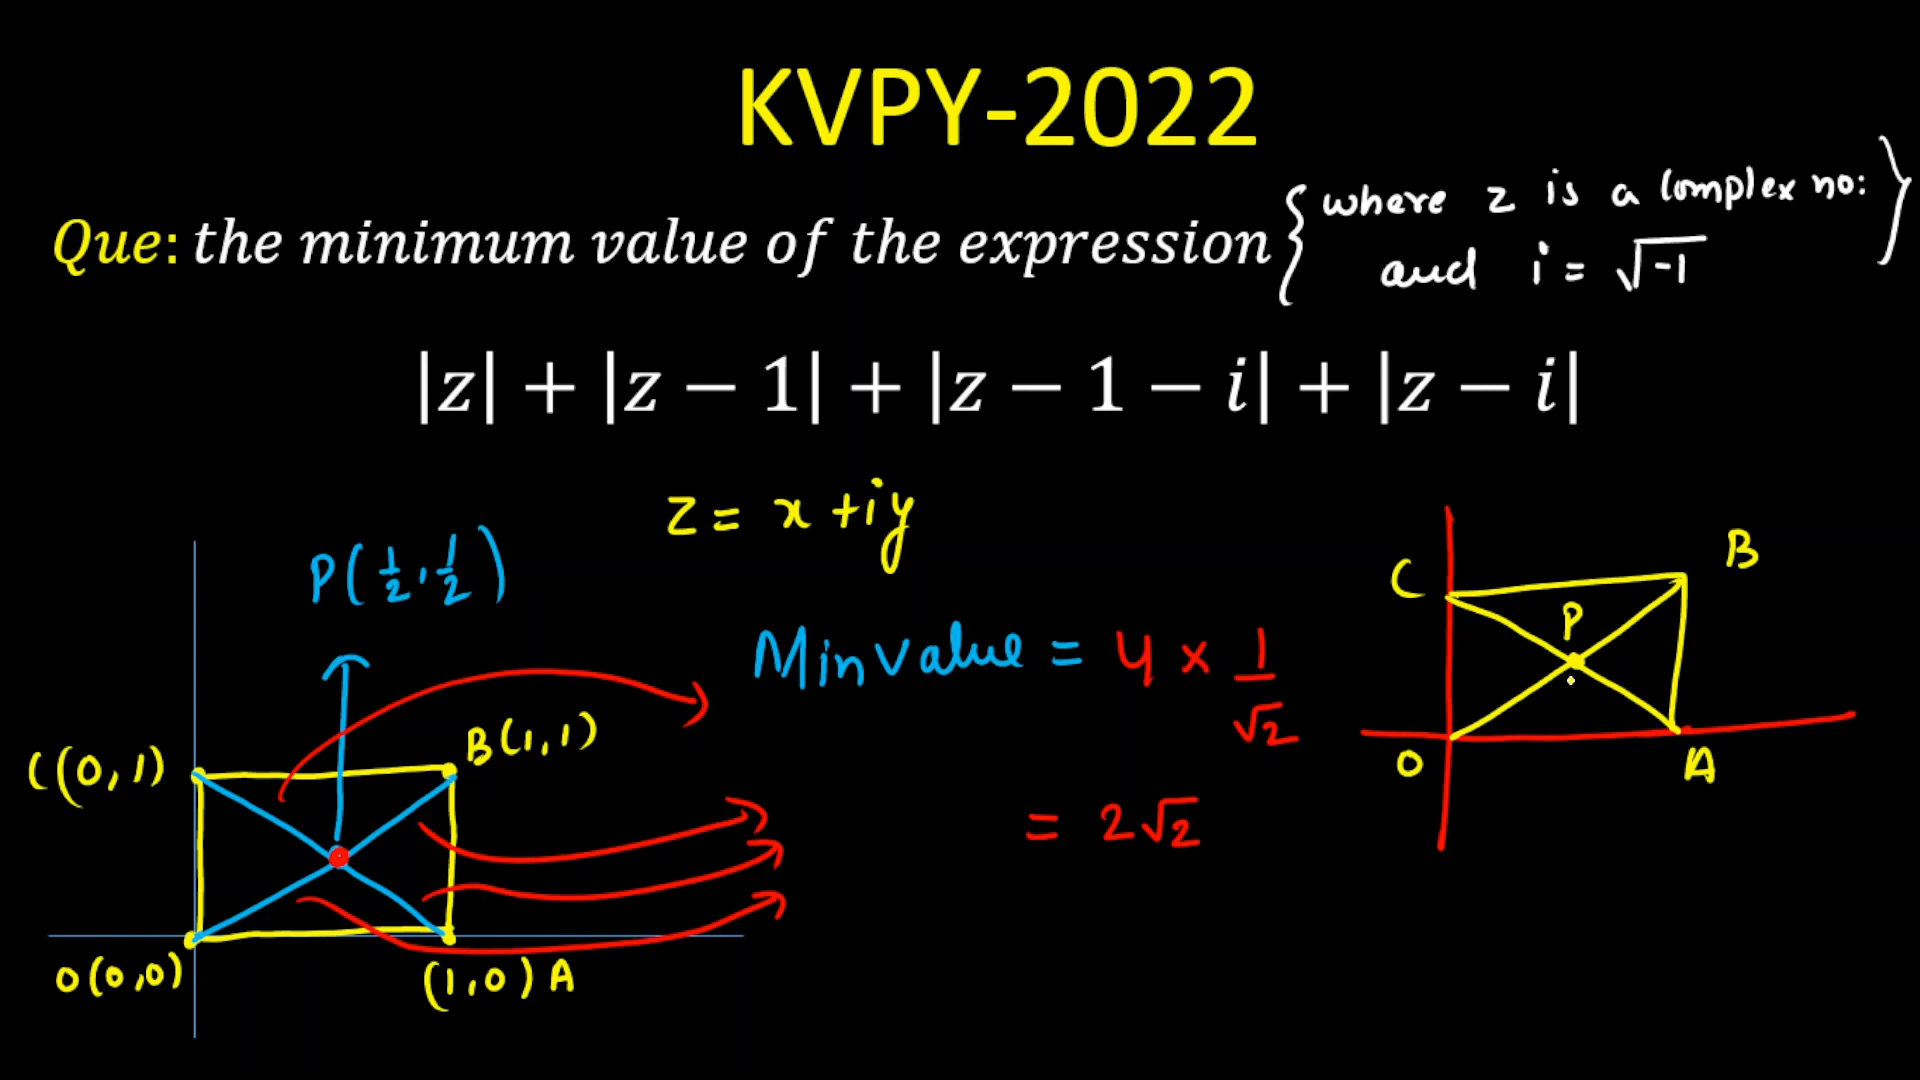 KVPY-2022
Que: the minimum value of the expression { where z is a complex no: and i = √-1 }
|z| + |z − 1| + |z − 1 − i| + |z − i|
z = x + iy
P(1/2, 1/2)
Min value = 4 × 1/√2
= 2√2
C(0, 1)
B(1, 1)
O(0,0)
(1,0) A
C
B
P
O
A